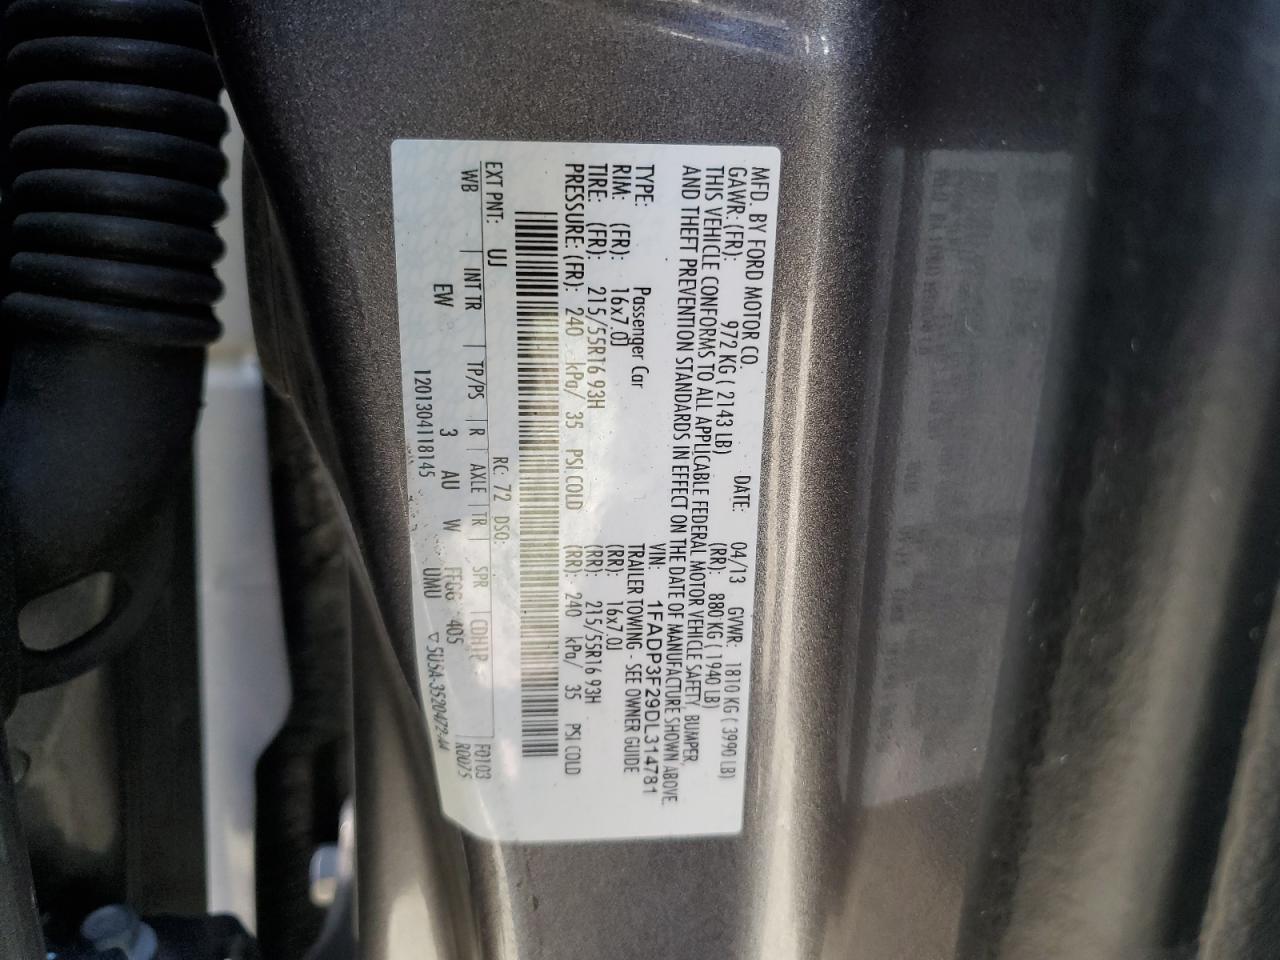 MFD. BY FORD MOTOR CO.
DATE: 04/13 GVWR: 1810 KG ( 3990 LB)
GAWR: (FR): 972 KG ( 2143 LB) (RR): 880 KG ( 1940 LB)
THIS VEHICLE CONFORMS TO ALL APPLICABLE FEDERAL MOTOR VEHICLE SAFETY, BUMPER,
AND THEFT PREVENTION STANDARDS IN EFFECT ON THE DATE OF MANUFACTURE SHOWN ABOVE.
VIN: 1FADP3F29DL314781
TYPE: Passenger Car TRAILER TOWING - SEE OWNER GUIDE
RIM: (FR): 16x7.0J (RR): 16x7.0J
TIRE: (FR): 215/55R16 93H (RR): 215/55R16 93H
PRESSURE: (FR): 240 kPa/ 35 PSI COLD (RR): 240 kPa/ 35 PSI COLD
EXT PNT: UJ RC: 72 DSO: F0103
WB INT TR TP/PS R AXLE TR SPR R0075
EW 3 AU W 405
1201304118145 UMU